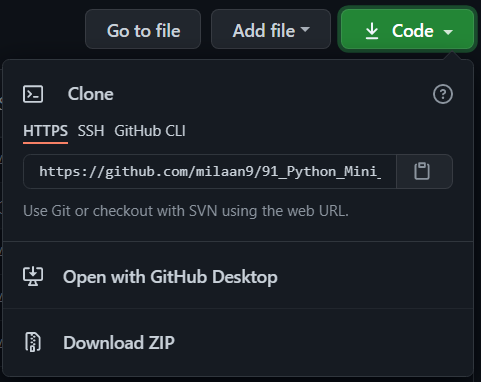 Go to file Add file Code
Clone
HTTPS SSH GitHub CLI
https://github.com/milaan9/91_Python_Mini_
Use Git or checkout with SVN using the web URL.
Open with GitHub Desktop
Download ZIP